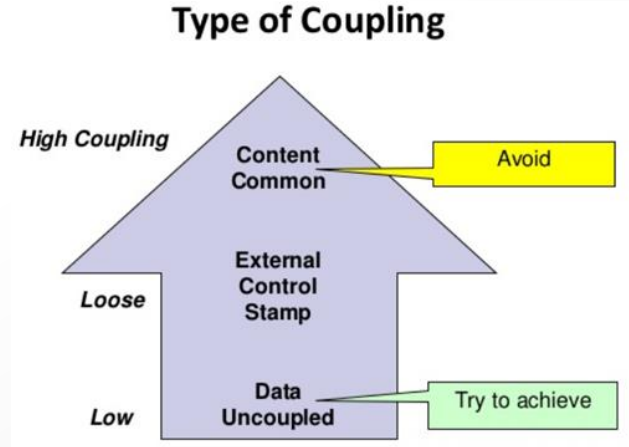 Type of Coupling
High Coupling
Content
Common
Avoid
External
Control
Stamp
Loose
Data
Uncoupled
Try to achieve
Low